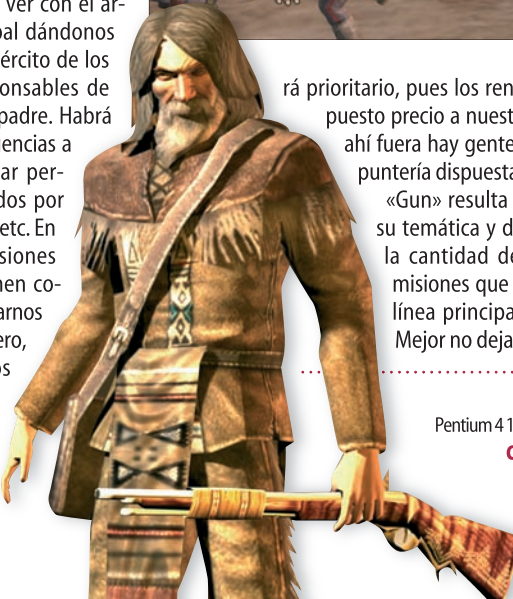 ver con el ar-
pal dándonos
ército de los
onsables de
padre. Habrá
encias a
ar per-
dos por
etc. En
siones
nen co-
arnos
ero,
os
rá prioritario, pues los ren
puesto precio a nuest
ahí fuera hay gente
puntería dispuesta
«Gun» resulta
su temática y d
la cantidad de
misiones que
línea principa
Mejor no deja
Pentium 4 1